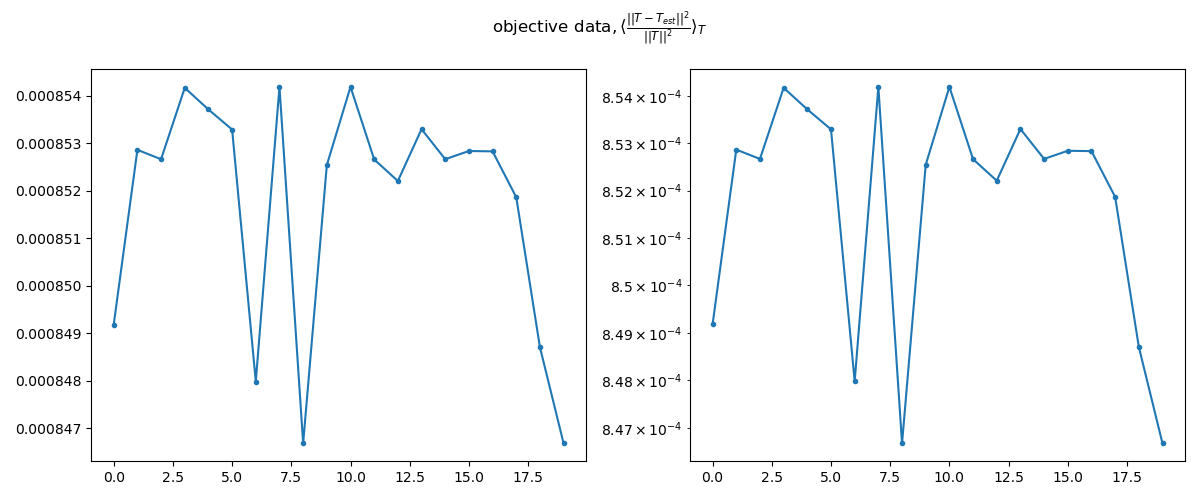 objective data, ⟨||T − T_est||² / ||T||²⟩_T
0.000854
0.000853
0.000852
0.000851
0.000850
0.000849
0.000848
0.000847
0.0 2.5 5.0 7.5 10.0 12.5 15.0 17.5
8.54 × 10⁻⁴
8.53 × 10⁻⁴
8.52 × 10⁻⁴
8.51 × 10⁻⁴
8.5 × 10⁻⁴
8.49 × 10⁻⁴
8.48 × 10⁻⁴
8.47 × 10⁻⁴
0.0 2.5 5.0 7.5 10.0 12.5 15.0 17.5